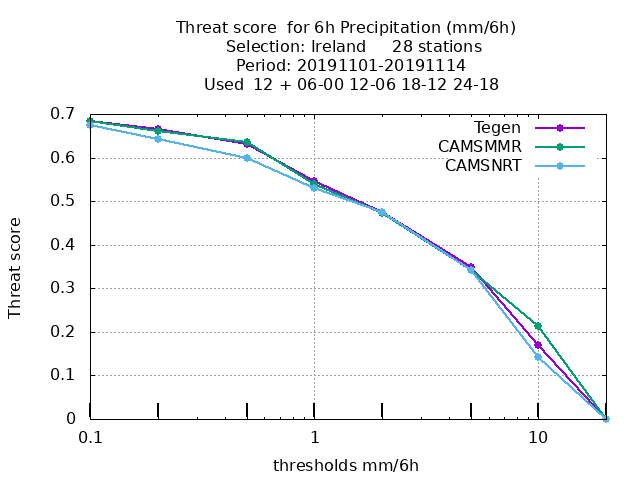 Threat score  for 6h Precipitation (mm/6h)
Selection: Ireland     28 stations
Period: 20191101-20191114
Used  12 + 06-00 12-06 18-12 24-18
Tegen
CAMSMMR
CAMSNRT
0.7
0.6
0.5
0.4
0.3
0.2
0.1
0
Threat score
0.1 1 10
thresholds mm/6h